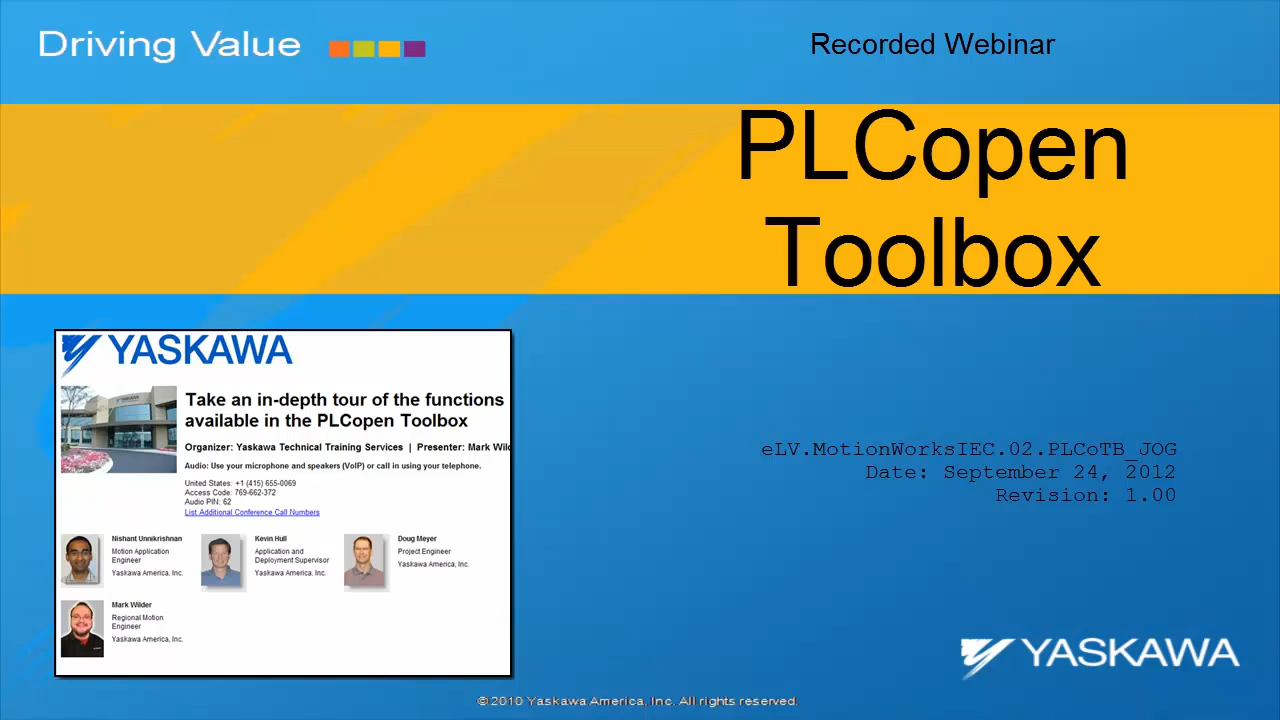 Driving Value
Recorded Webinar
PLCopen
Toolbox
YASKAWA
Take an in-depth tour of the functions
available in the PLCopen Toolbox
Organizer: Yaskawa Technical Training Services | Presenter: Mark
Audio: Use your microphone and speakers (VoIP) or call in using your telephone.
United States: +1 (415) 655-0069
Access Code: 769-662-372
Audio PIN: 62
List Additional Conference Call Numbers
Nishant Unnikrishnan
Motion Application
Engineer
Yaskawa America, Inc.
Kevin Hull
Application and
Deployment Supervisor
Yaskawa America, Inc.
Doug Meyer
Project Engineer
Yaskawa America, Inc.
Mark Wilder
Regional Motion
Engineer
Yaskawa America, Inc.
eLV.MotionWorksIEC.02.PLCoTB_JOG
Date: September 24, 2012
Revision: 1.00
YASKAWA
© 2010 Yaskawa America, Inc. All rights reserved.